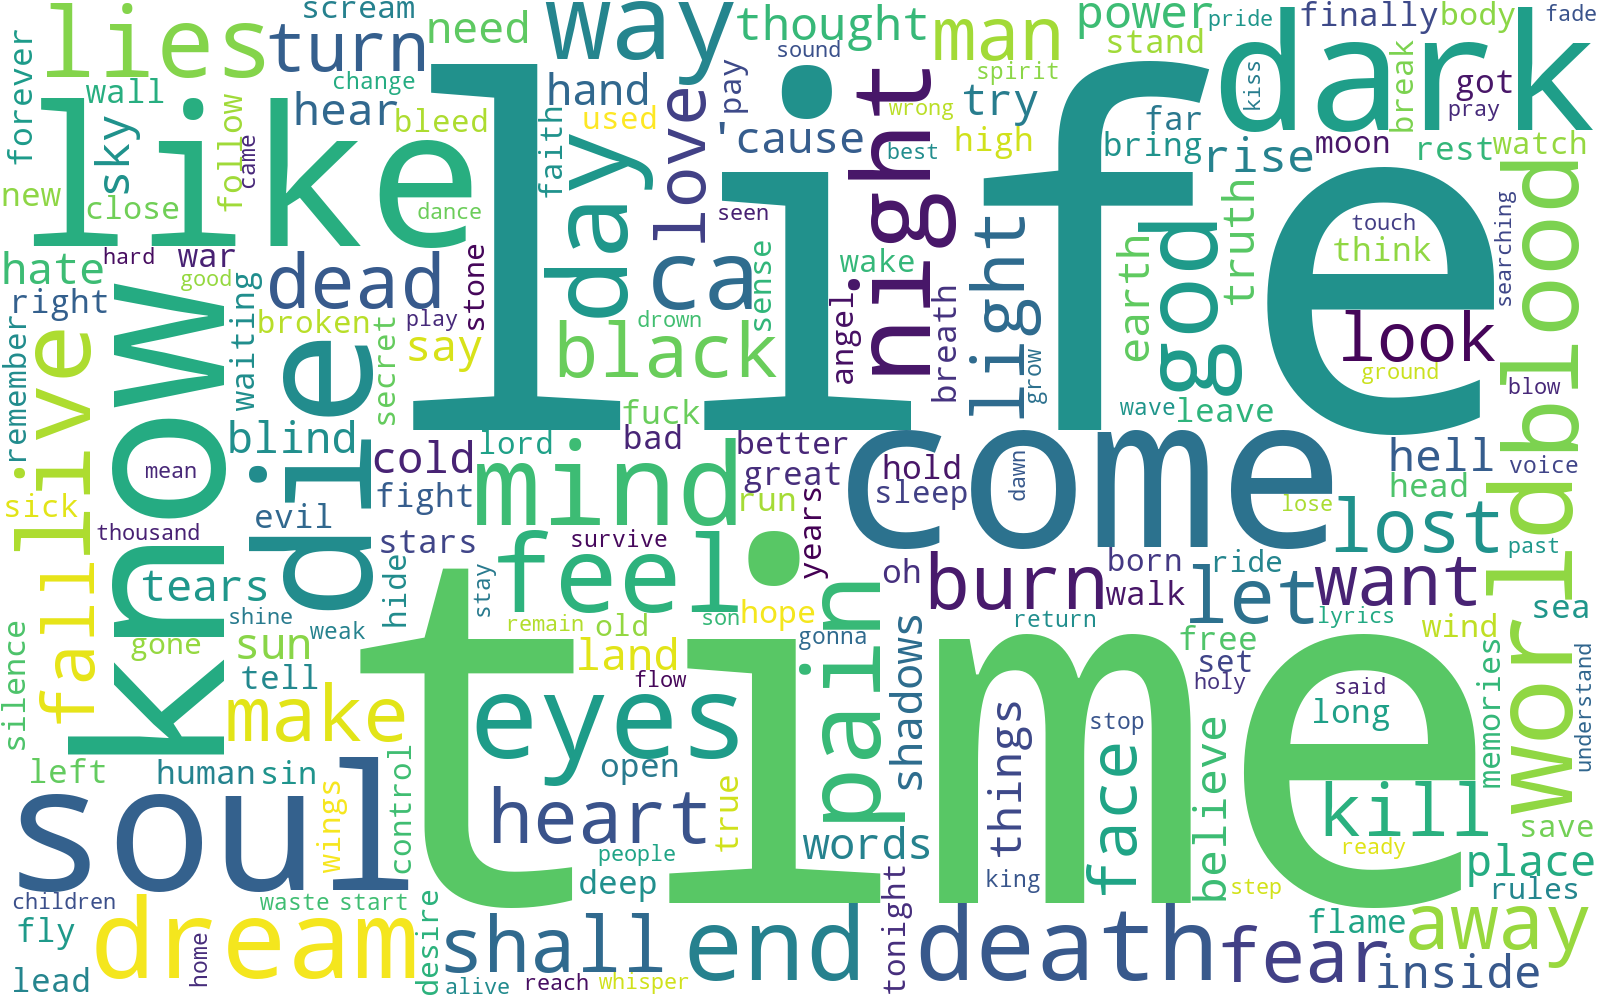 life
time
like
know
come
dark
soul
die
night
way
lies
turn
scream
need
thought
man
power
pride
finally
body
fade
forever
wall
change
hear
hand
sound
'pay
spirit
stand
kiss
break
got
pray
sky
follow
bleed
used
'cause
wrong
try
far
bring
rise
moon
rest
watch
came
faith
day
love
high
best
new
close
dance
seen
light
god
truth
touch
think
searching
blood
hate
hard
war
good
dead
stone
ca
sense
wake
earth
right
waiting
broken
play
say
drown
black
angel
breath
grow
look
ground
blow
remember
live
secret
fuck
wave
leave
blind
lord
bad
better
hell
voice
mean
cold
mind
great
hold
sleep
dawn
head
sick
evil
fight
run
years
lose
lost
world
thousand
stars
survive
past
fall
tears
hide
feel
stay
pain
oh
burn
born
walk
ride
let
want
sea
shine
weak
remain
old
son
hope
gonna
return
lyrics
silence
gone
sun
land
free
wind
tell
flow
shadows
set
holy
said
memories
understand
make
eyes
things
stop
long
left
human
sin
control
open
face
believe
kill
wings
heart
true
words
save
people
deep
king
step
ready
place
rules
children
waste
start
fly
dream
desire
shall
end
tonight
death
fear
flame
away
lead
home
alive
reach
whisper
inside